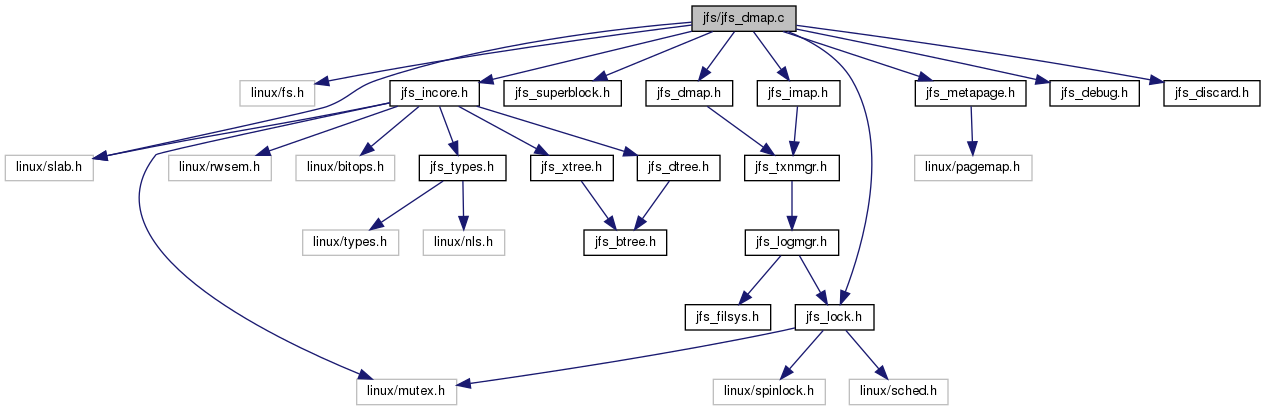 jfs/jfs_dmap.c
linux/fs.h
jfs_incore.h
jfs_superblock.h
jfs_dmap.h
jfs_imap.h
jfs_metapage.h
jfs_debug.h
jfs_discard.h
linux/slab.h
linux/rwsem.h
linux/bitops.h
jfs_types.h
jfs_xtree.h
jfs_dtree.h
jfs_txnmgr.h
linux/pagemap.h
linux/types.h
linux/nls.h
jfs_btree.h
jfs_logmgr.h
jfs_filsys.h
jfs_lock.h
linux/mutex.h
linux/spinlock.h
linux/sched.h